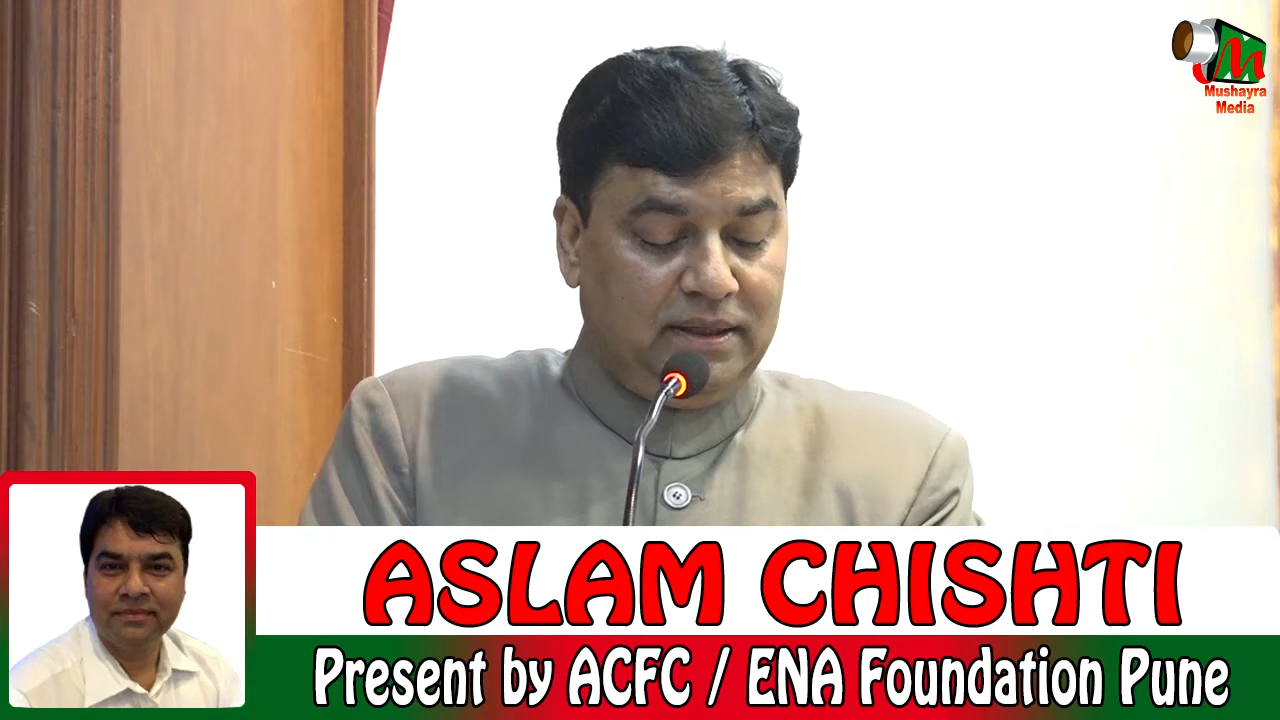 Mushayra
Media
ASLAM CHISHTI
Present by ACFC / ENA Foundation Pune